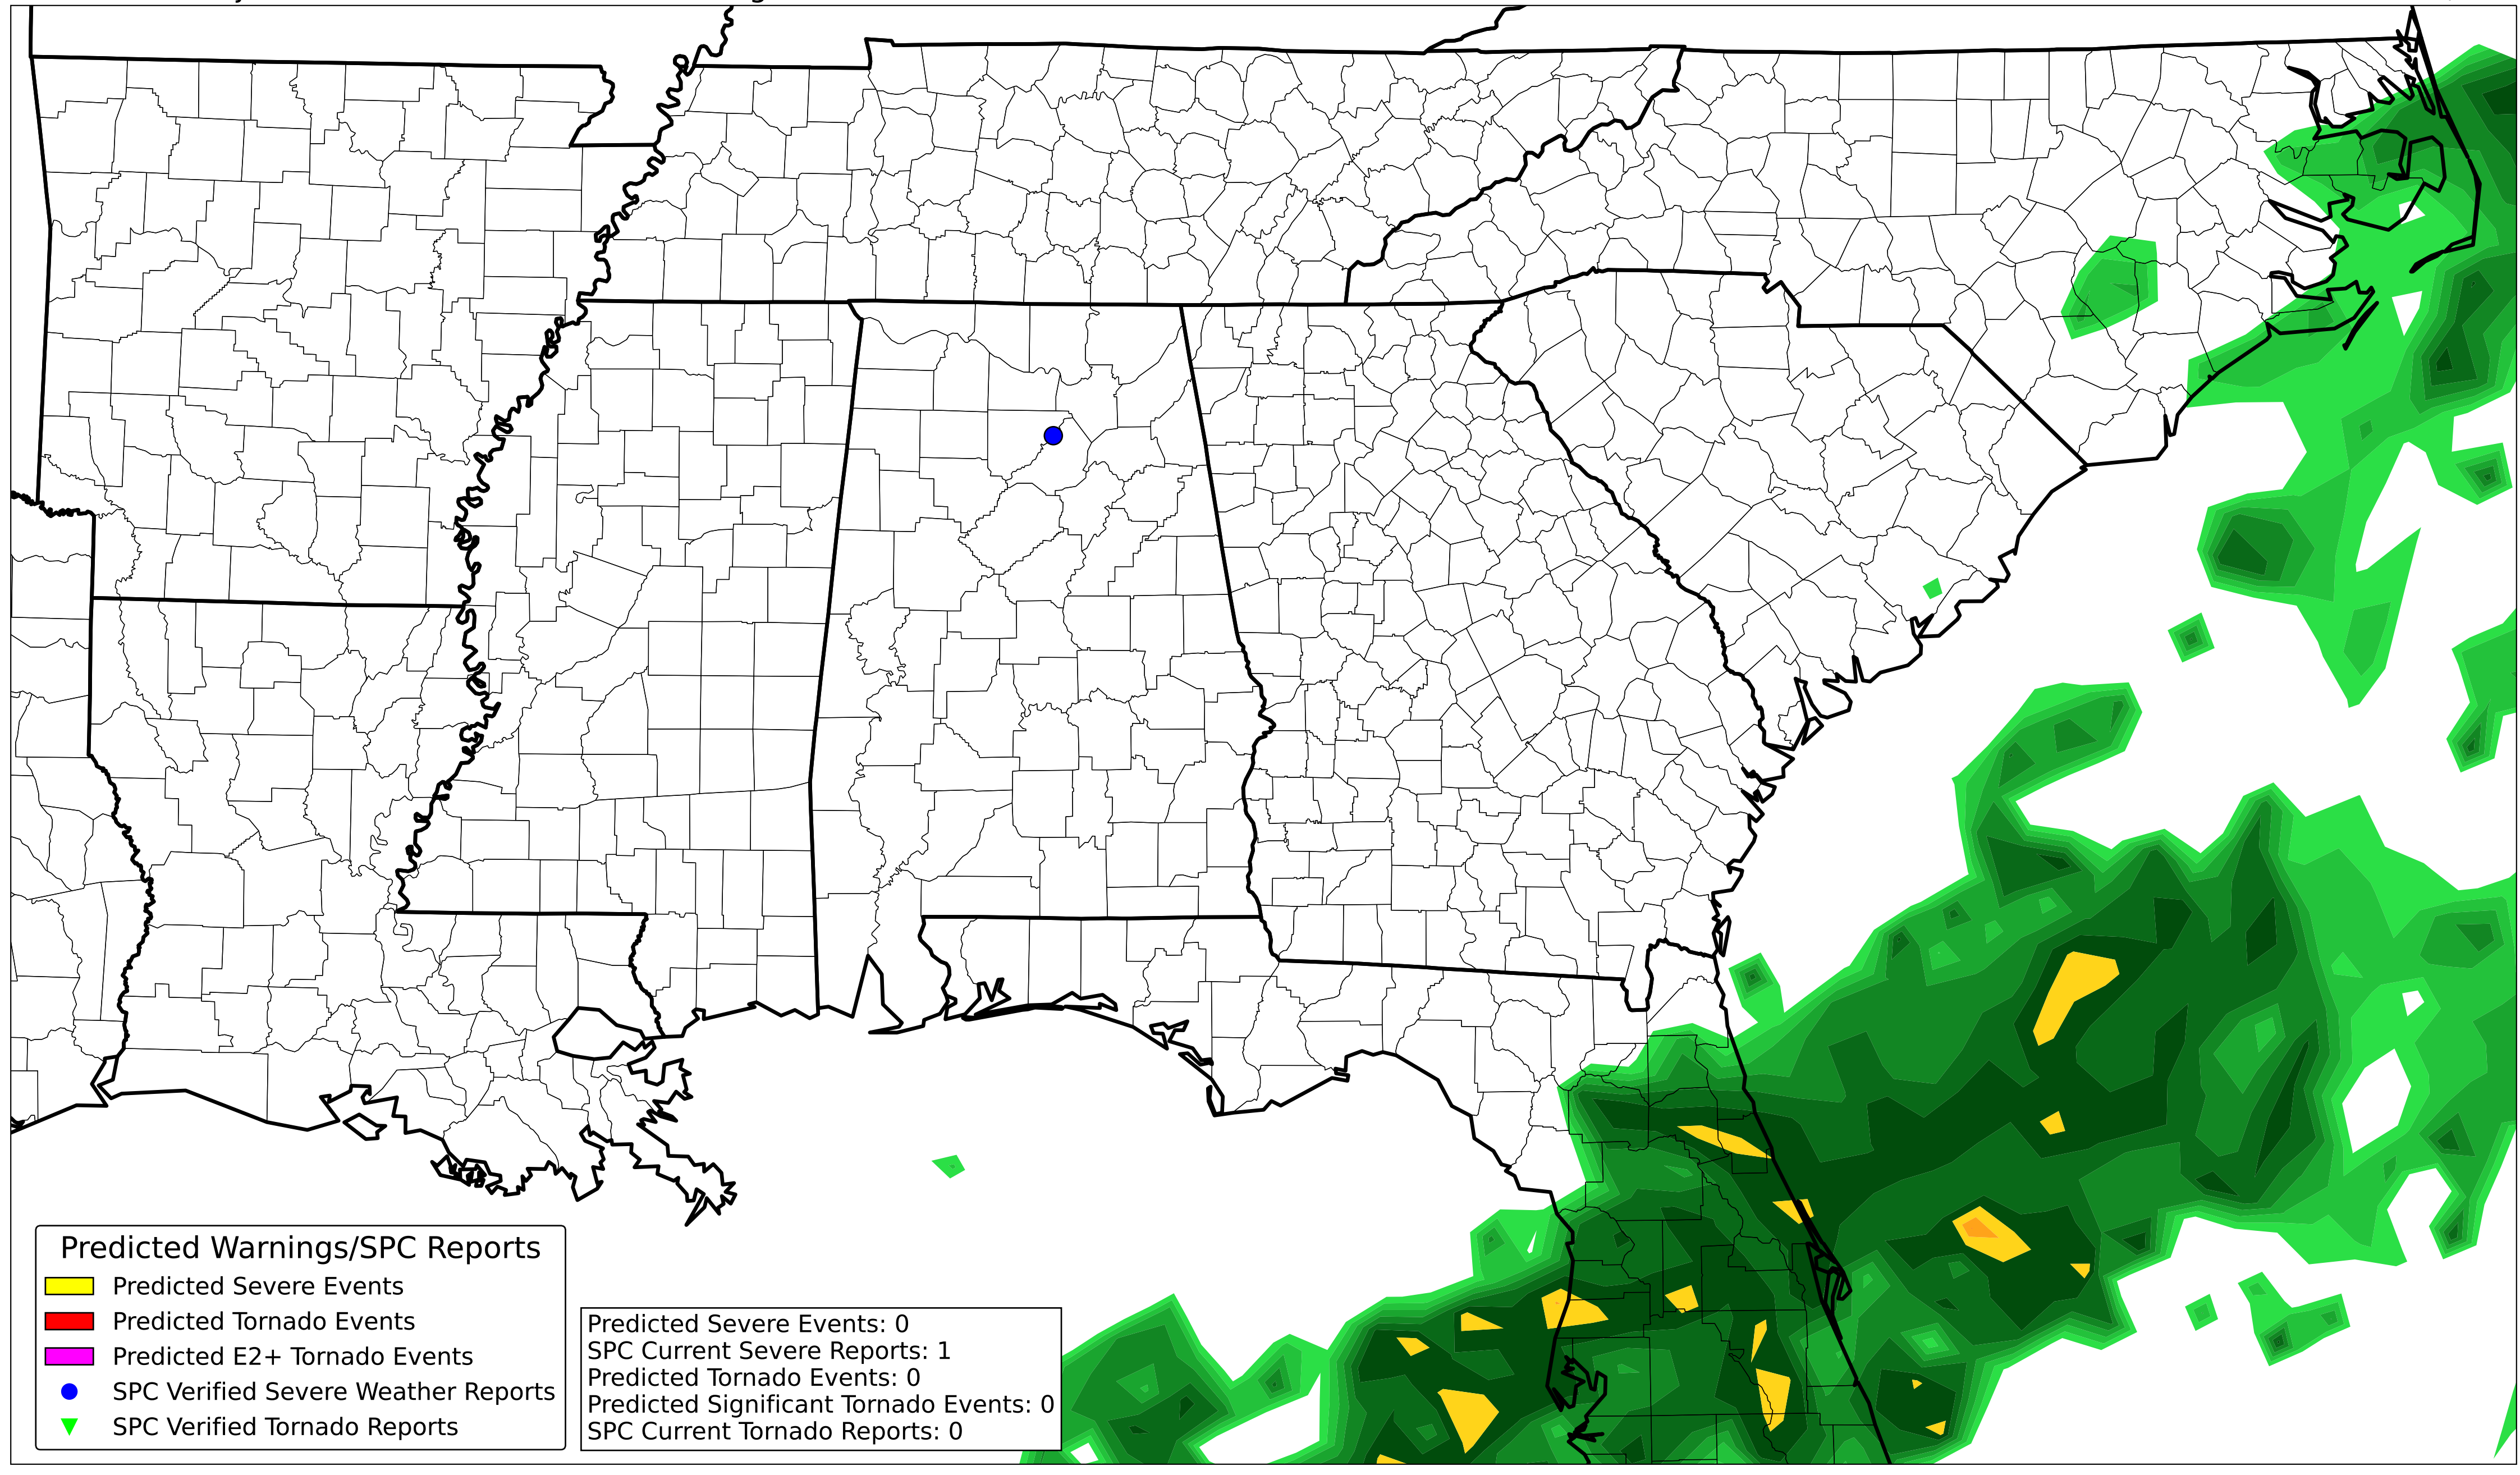 Predicted Warnings/SPC Reports
Predicted Severe Events
Predicted Tornado Events
Predicted E2+ Tornado Events
SPC Verified Severe Weather Reports
SPC Verified Tornado Reports
Predicted Severe Events: 0
SPC Current Severe Reports: 1
Predicted Tornado Events: 0
Predicted Significant Tornado Events: 0
SPC Current Tornado Reports: 0